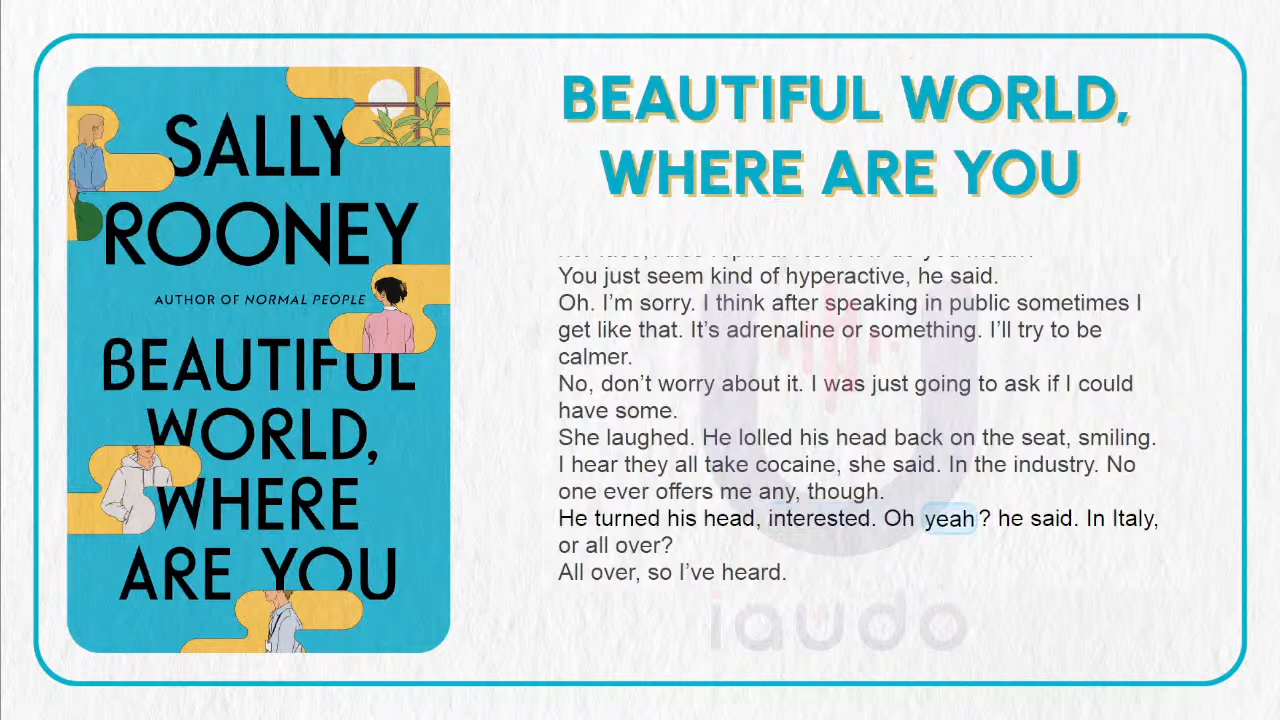 SALLY
ROONEY
AUTHOR OF NORMAL PEOPLE
BEAUTIFUL
WORLD,
WHERE
ARE YOU
BEAUTIFUL WORLD,
WHERE ARE YOU
You just seem kind of hyperactive, he said.
Oh. I’m sorry. I think after speaking in public sometimes I
get like that. It’s adrenaline or something. I’ll try to be
calmer.
No, don’t worry about it. I was just going to ask if I could
have some.
She laughed. He lolled his head back on the seat, smiling.
I hear they all take cocaine, she said. In the industry. No
one ever offers me any, though.
He turned his head, interested. Oh yeah? he said. In Italy,
or all over?
All over, so I’ve heard.
iaudo